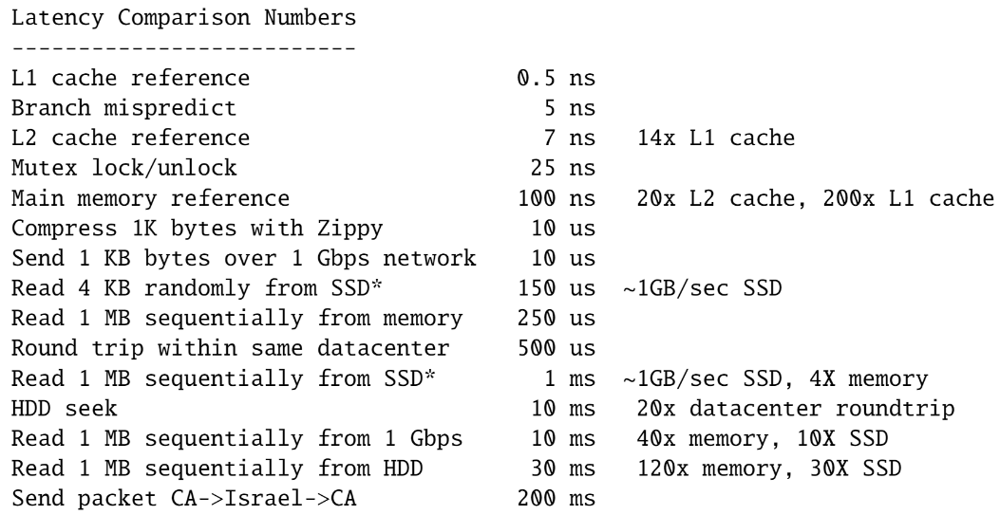 Latency Comparison Numbers
--------------------------
L1 cache reference 0.5 ns
Branch mispredict 5 ns
L2 cache reference 7 ns 14x L1 cache
Mutex lock/unlock 25 ns
Main memory reference 100 ns 20x L2 cache, 200x L1 cache
Compress 1K bytes with Zippy 10 us
Send 1 KB bytes over 1 Gbps network 10 us
Read 4 KB randomly from SSD* 150 us ~1GB/sec SSD
Read 1 MB sequentially from memory 250 us
Round trip within same datacenter 500 us
Read 1 MB sequentially from SSD* 1 ms ~1GB/sec SSD, 4X memory
HDD seek 10 ms 20x datacenter roundtrip
Read 1 MB sequentially from 1 Gbps 10 ms 40x memory, 10X SSD
Read 1 MB sequentially from HDD 30 ms 120x memory, 30X SSD
Send packet CA->Israel->CA 200 ms